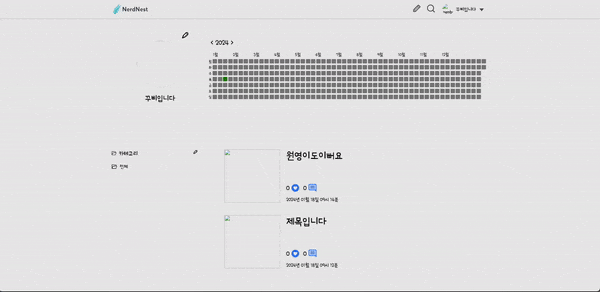 NerdNest
꾸삐입니다
< 2024 >
1월 2월 3월 4월 5월 6월 7월 8월 9월 10월 11월 12월
꾸삐입니다
카테고리
전체
원영이도이뻐요
0 0
2024년 01월 18일 09시 14분
제목입니다
0 0
2024년 01월 18일 09시 12분